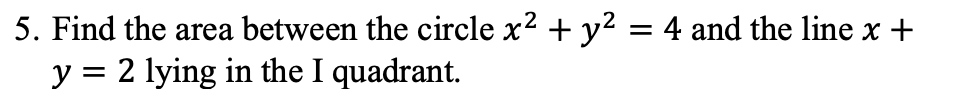 5. Find the area between the circle x² + y² = 4 and the line x +
y = 2 lying in the I quadrant.